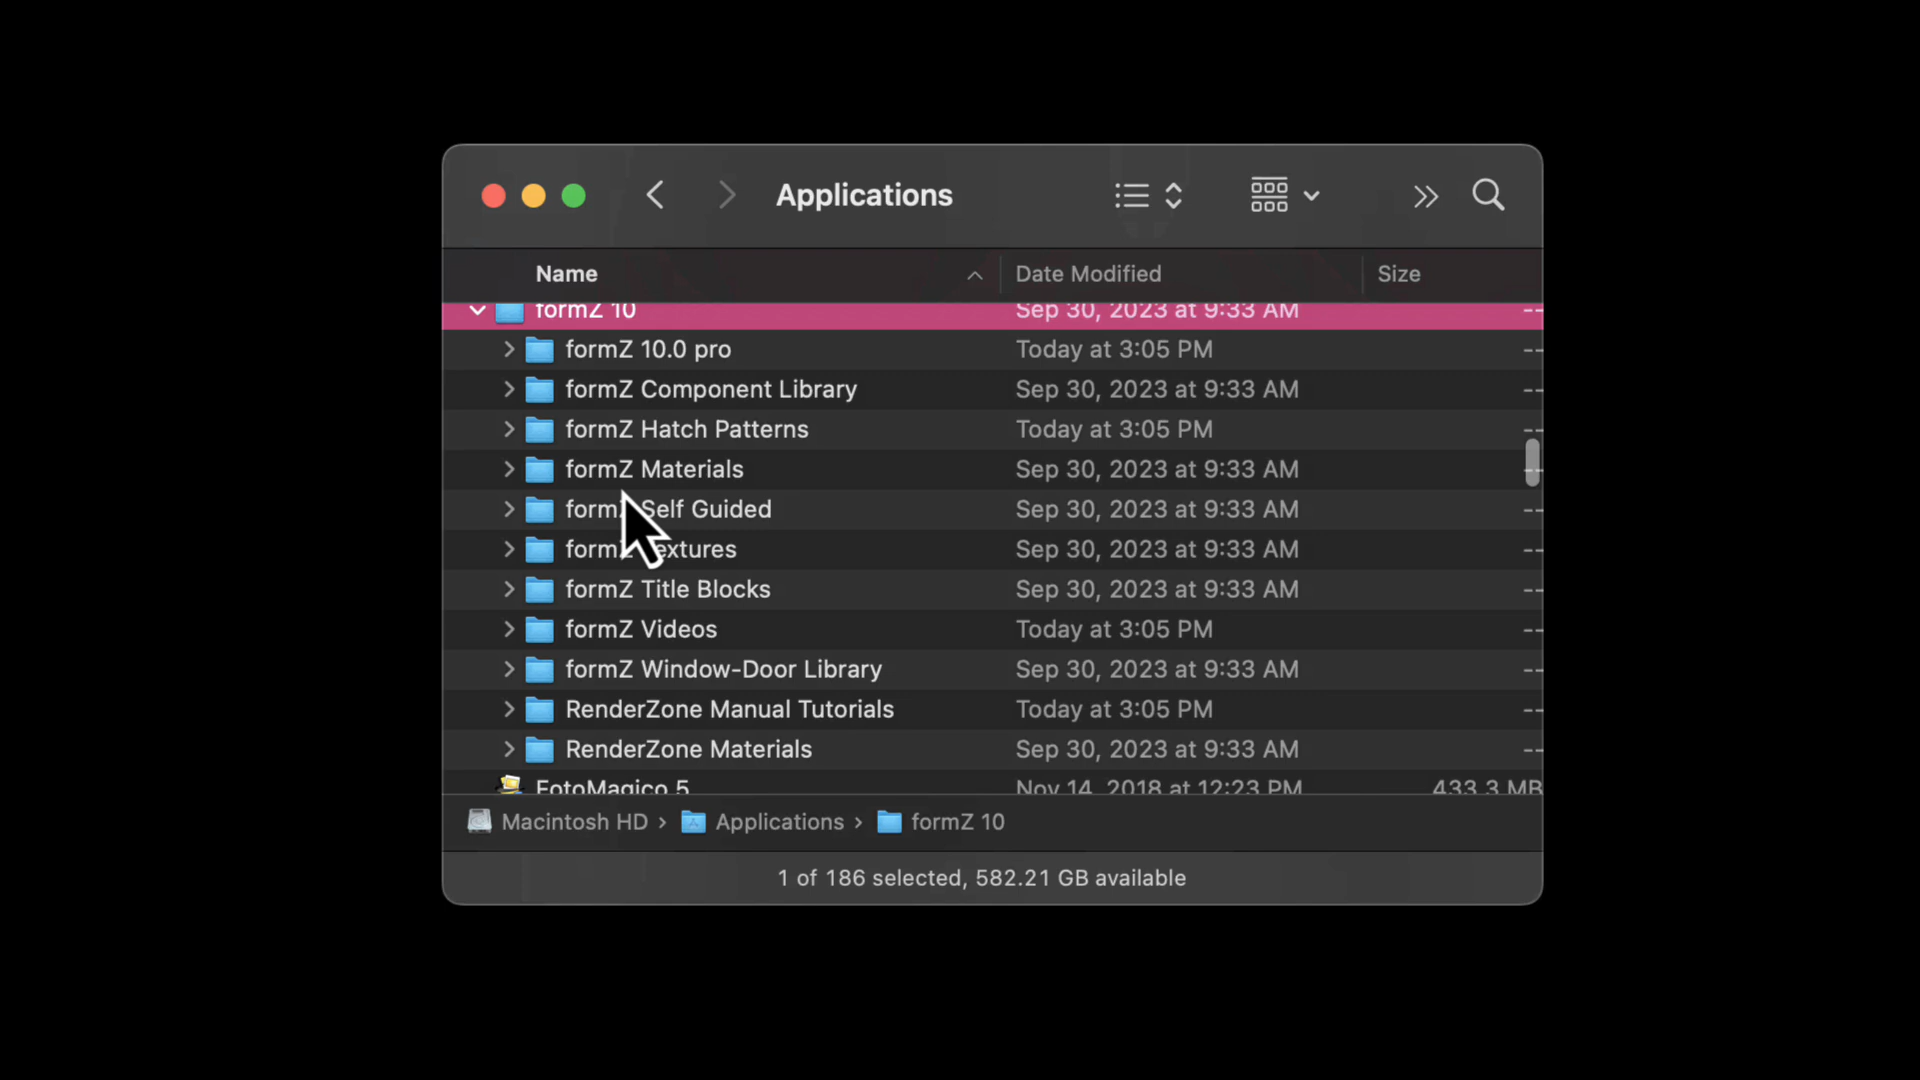 Applications
Name Date Modified Size
formZ 10 Sep 30, 2023 at 9:33 AM --
formZ 10.0 pro Today at 3:05 PM --
formZ Component Library Sep 30, 2023 at 9:33 AM --
formZ Hatch Patterns Today at 3:05 PM --
formZ Materials Sep 30, 2023 at 9:33 AM --
formZ Self Guided Sep 30, 2023 at 9:33 AM --
formZ Textures Sep 30, 2023 at 9:33 AM --
formZ Title Blocks Sep 30, 2023 at 9:33 AM --
formZ Videos Today at 3:05 PM --
formZ Window-Door Library Sep 30, 2023 at 9:33 AM --
RenderZone Manual Tutorials Today at 3:05 PM --
RenderZone Materials Sep 30, 2023 at 9:33 AM --
FotoMagico 5 Nov 14, 2018 at 12:23 PM 433.3 MB
Macintosh HD › Applications › formZ 10
1 of 186 selected, 582.21 GB available